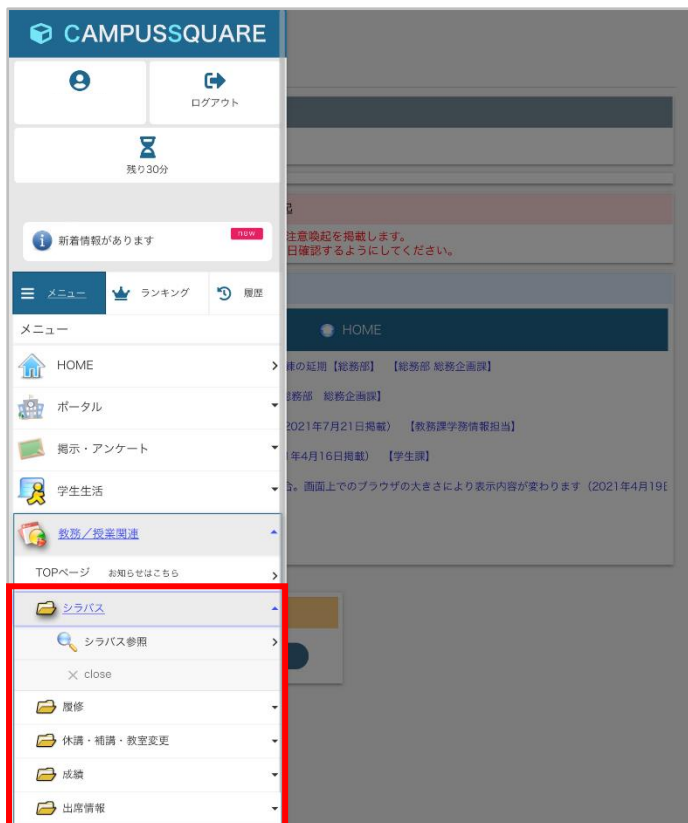 CAMPUSSQUARE
ログアウト
残り30分
新着情報があります
new
メニュー
ランキング
履歴
メニュー
HOME
ポータル
掲示・アンケート
学生生活
教務/授業関連
TOPページ お知らせはこちら
シラバス
シラバス参照
× close
履修
休講・補講・教室変更
成績
出席情報
注意喚起を掲載します。
日確認するようにしてください。
HOME
の延期【総務部】 【総務部 総務企画課】
総務部 総務企画課】
2021年7月21日掲載) 【教務課学務情報担当】
1年4月16日掲載) 【学生課】
合。画面上でのブラウザの大きさにより表示内容が変わります(2021年4月19日